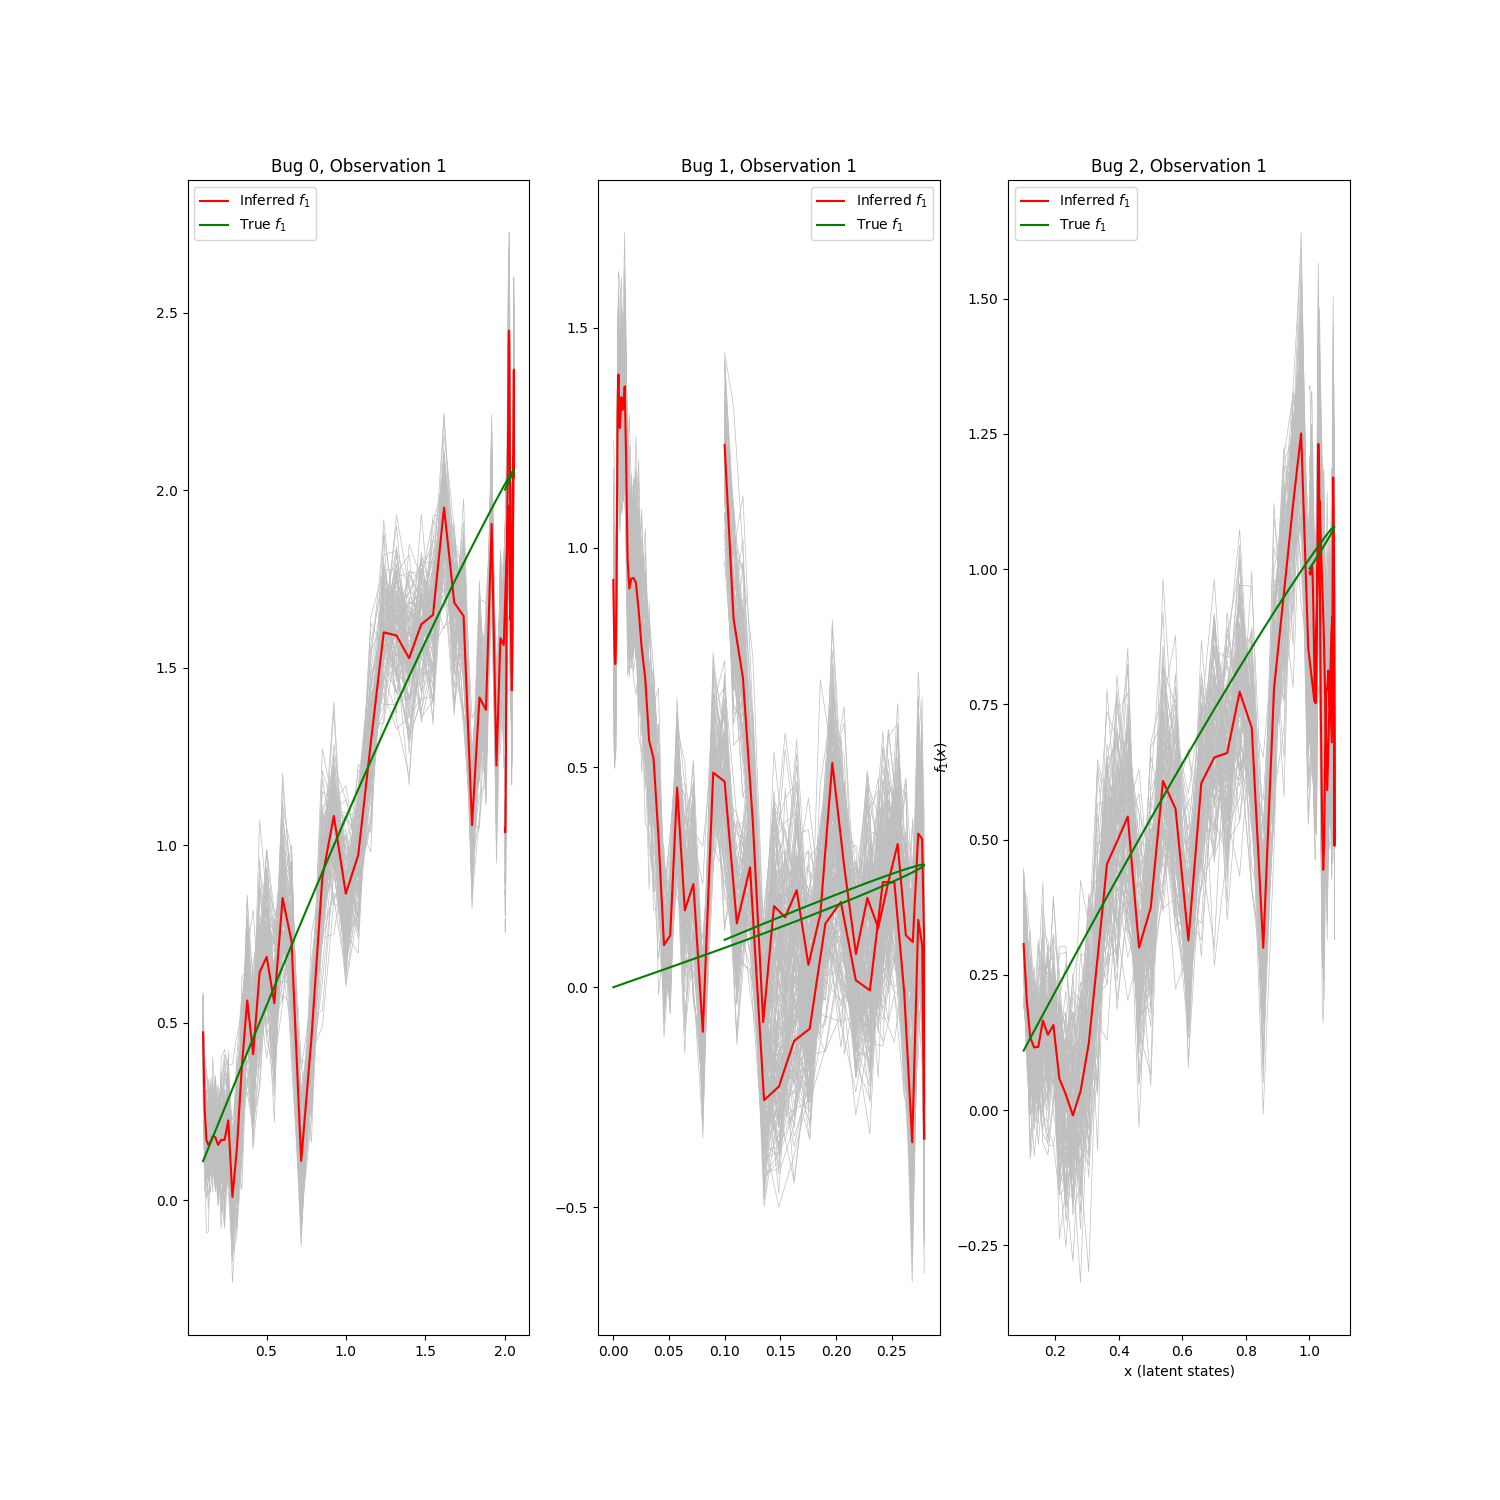 Bug 0, Observation 1
Inferred f₁
True f₁
2.5
2.0
1.5
1.0
0.5
0.0
0.5 1.0 1.5 2.0
Bug 1, Observation 1
Inferred f₁
True f₁
1.5
1.0
0.5
0.0
−0.5
0.00 0.05 0.10 0.15 0.20 0.25
Bug 2, Observation 1
Inferred f₁
True f₁
f₁(x)
1.50
1.25
1.00
0.75
0.50
0.25
0.00
−0.25
0.2 0.4 0.6 0.8 1.0
x (latent states)